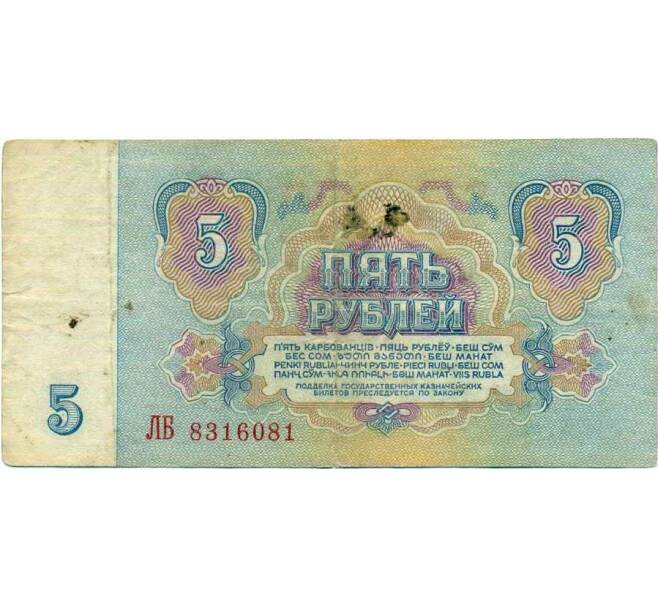 5 5
ПЯТЬ
РУБЛЕЙ
П'ЯТЬ КАРБОВАНЦІВ · ПЯЦЬ РУБЛЁЎ · БЕШ СЎМ
БЕС СОМ · ხუთი მანეთი · БЕШ МАНАТ
PENKI RUBLIAI · ЧИНЧ РУБЛЕ · PIECI RUBĻI · БЕШ СОМ
ПАНҶ СӮМ · ՀԻՆԳ ՌՈՒԲԼԻ · БӘШ МАНАТ · VIIS RUBLA
ПОДДЕЛКА ГОСУДАРСТВЕННЫХ КАЗНАЧЕЙСКИХ
БИЛЕТОВ ПРЕСЛЕДУЕТСЯ ПО ЗАКОНУ
5
ЛБ 8316081